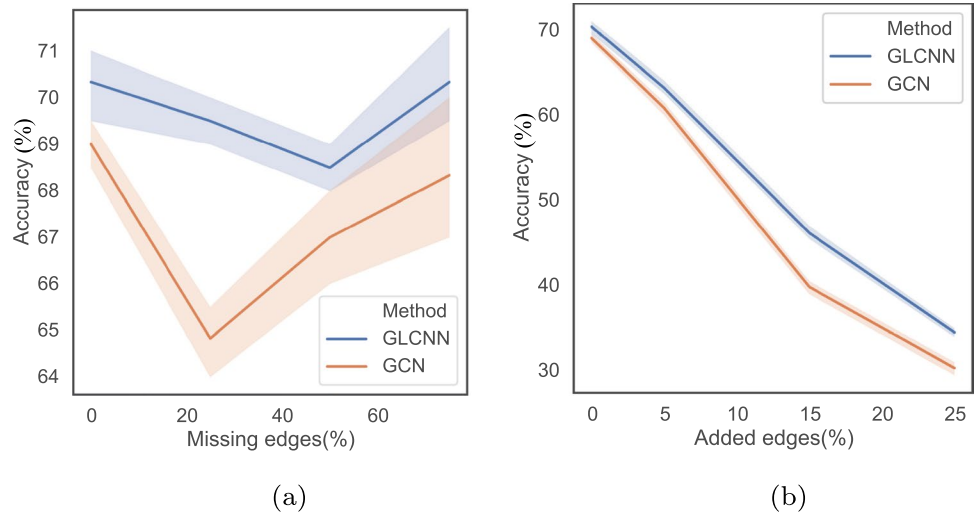 71
70
69
68
67
66
65
64
Accuracy (%)
Method
GLCNN
GCN
0 20 40 60
Missing edges(%)
(a)
70
60
50
40
30
Accuracy (%)
Method
GLCNN
GCN
0 5 10 15 20 25
Added edges(%)
(b)